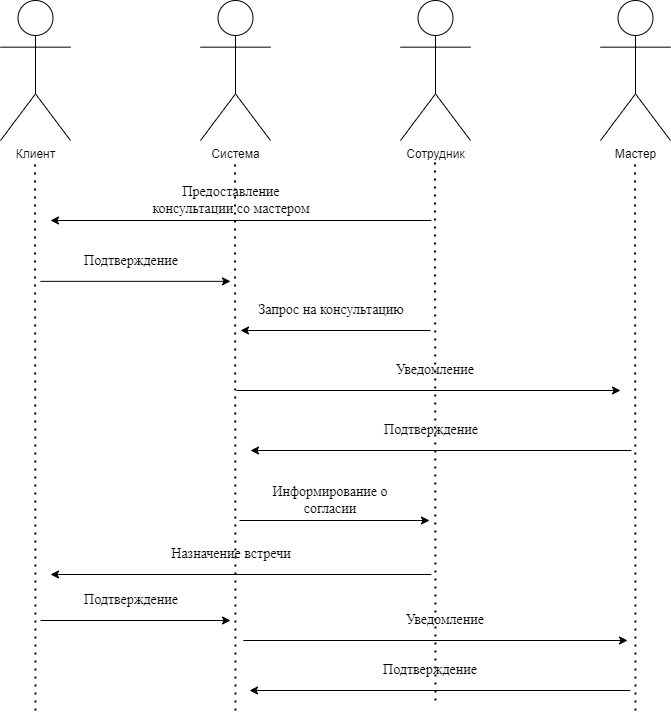 Клиент
Система
Сотрудник
Мастер
Предоставление
консультации со мастером
Подтверждение
Запрос на консультацию
Уведомление
Подтверждение
Информирование о
согласии
Назначение встречи
Подтверждение
Уведомление
Подтверждение